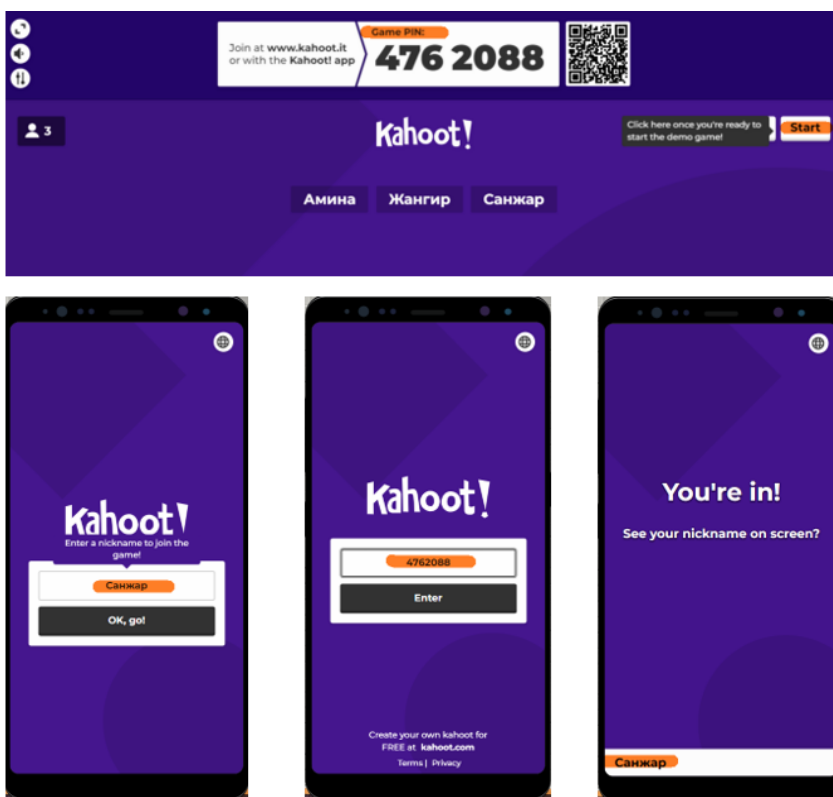 Join at www.kahoot.it
or with the Kahoot! app
Game PIN:
476 2088
3
Kahoot!
Click here once you're ready to
start the demo game!
Start
Амина Жангир Санжар
Kahoot!
Enter a nickname to join the
game!
Санжар
OK, go!
Kahoot!
4762088
Enter
Create your own kahoot for
FREE at kahoot.com
Terms | Privacy
You're in!
See your nickname on screen?
Санжар